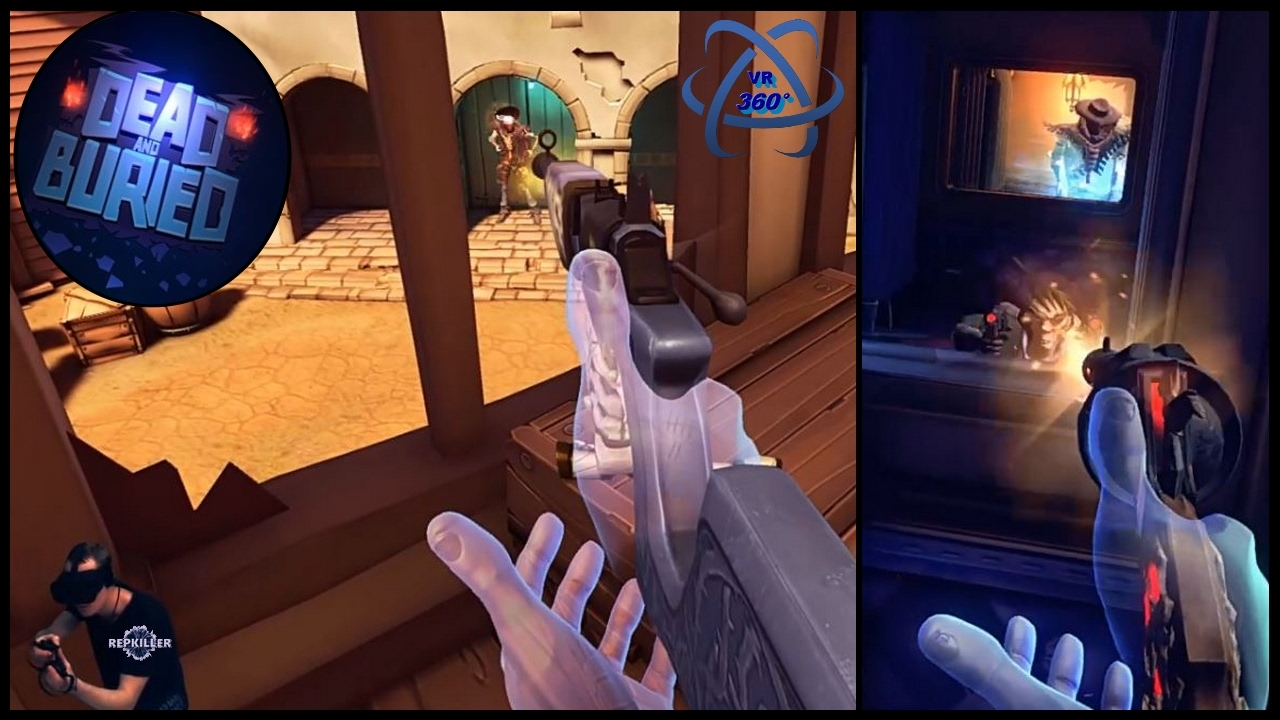 DEAD
AND
BURIED
VR
360°
REPKILLER